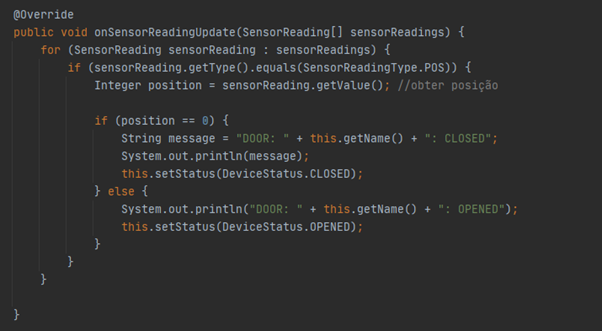 @Override
public void onSensorReadingUpdate(SensorReading[] sensorReadings) {
for (SensorReading sensorReading : sensorReadings) {
if (sensorReading.getType().equals(SensorReadingType.POS)) {
Integer position = sensorReading.getValue(); //obter posição
if (position == 0) {
String message = "DOOR: " + this.getName() + ": CLOSED";
System.out.println(message);
this.setStatus(DeviceStatus.CLOSED);
} else {
System.out.println("DOOR: " + this.getName() + ": OPENED");
this.setStatus(DeviceStatus.OPENED);
}
}
}
}